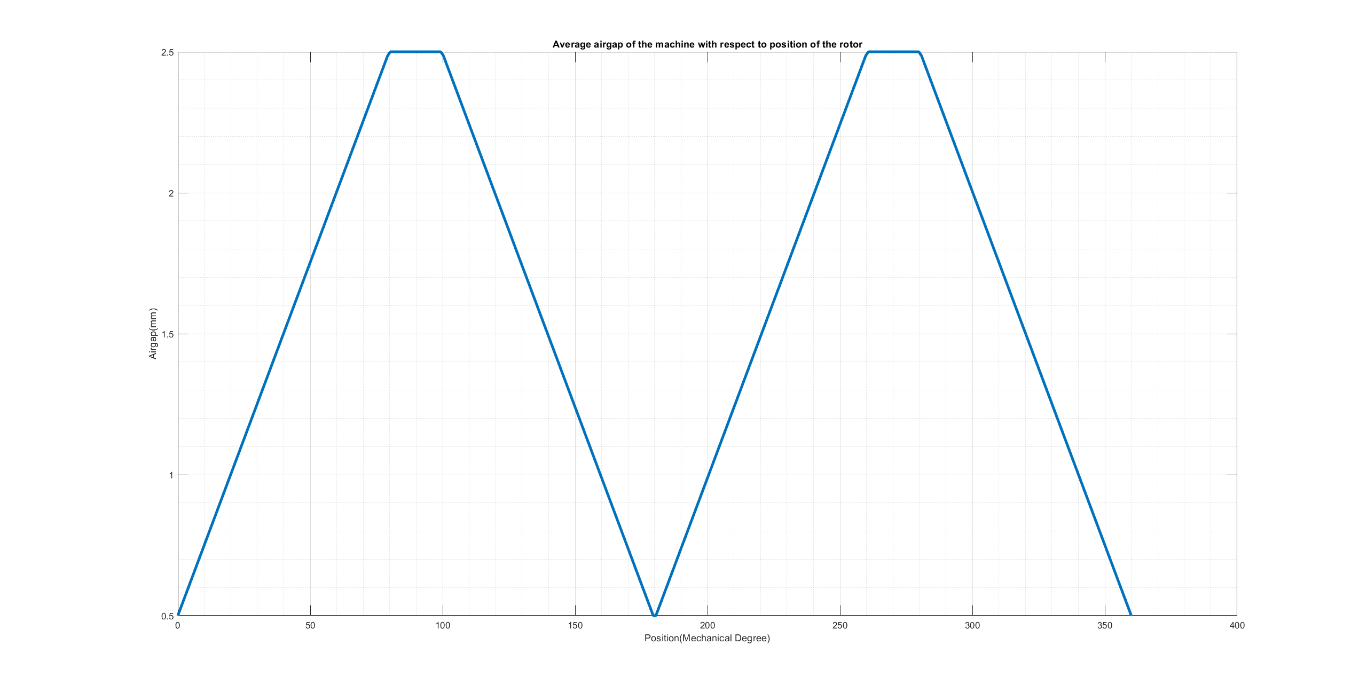 Average airgap of the machine with respect to position of the rotor
2.5
2
1.5
1
0.5
Airgap(mm)
0 50 100 150 200 250 300 350 400
Position(Mechanical Degree)